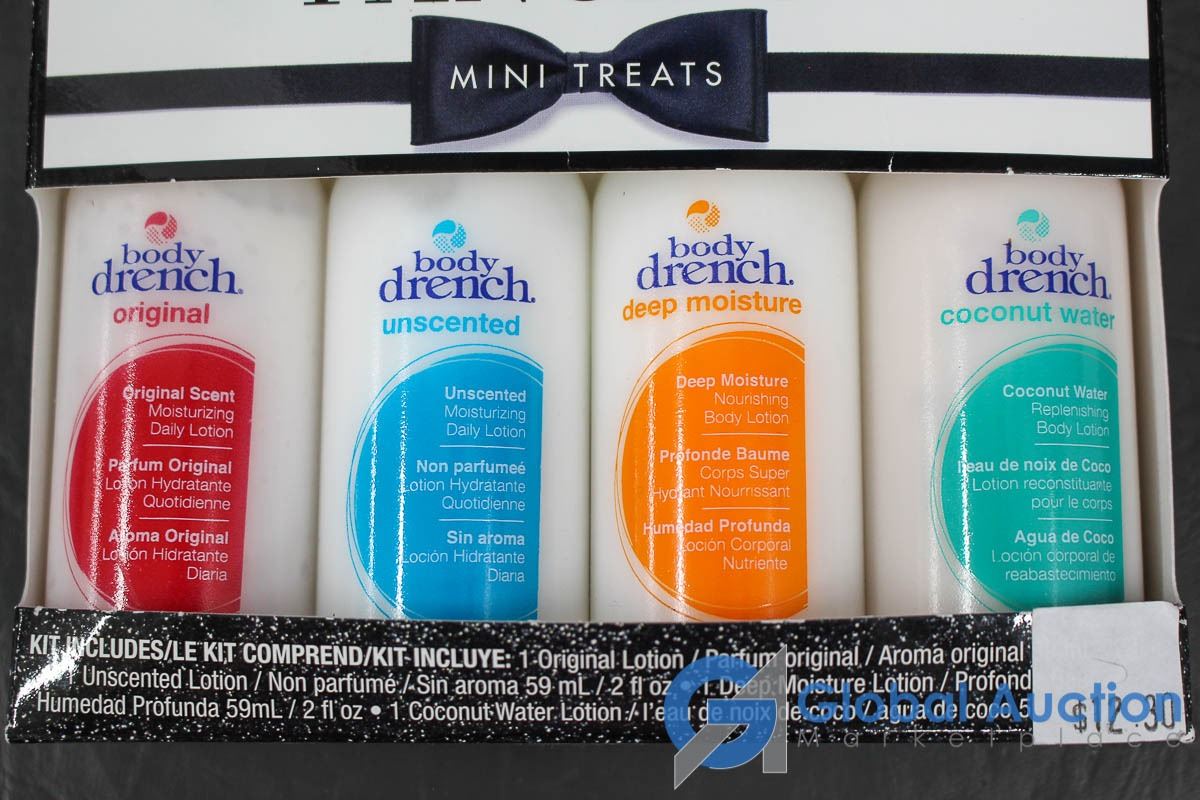 MINI TREATS
body
drench.
original
Original Scent
Moisturizing
Daily Lotion
Parfum Original
Lotion Hydratante
Quotidienne
Aroma Original
Loción Hidratante
Diaria
body
drench.
unscented
Unscented
Moisturizing
Daily Lotion
Non parfumeé
Lotion Hydratante
Quotidienne
Sin aroma
Loción Hidratante
Diaria
body
drench.
deep moisture
Deep Moisture
Nourishing
Body Lotion
Profonde Baume
Corps Super
Hydrant Nourrissant
Humedad Profunda
Loción Corporal
Nutriente
body
drench.
coconut water
Coconut Water
Replenishing
Body Lotion
l'eau de noix de Coco
Lotion reconstituante
pour le corps
Agua de Coco
Loción corporal de
reabastecimiento
KIT INCLUDES/LE KIT COMPREND/KIT INCLUYE: 1 Original Lotion / Parfum original / Aroma original
1 Unscented Lotion / Non parfumé / Sin aroma 59 mL / 2 fl oz • 1 Deep Moisture Lotion / Profond
Humedad Profunda 59mL / 2 fl oz • 1 Coconut Water Lotion / l'eau de noix de coco / agua de coco 5
$12.30
Global Auction
Marketplace